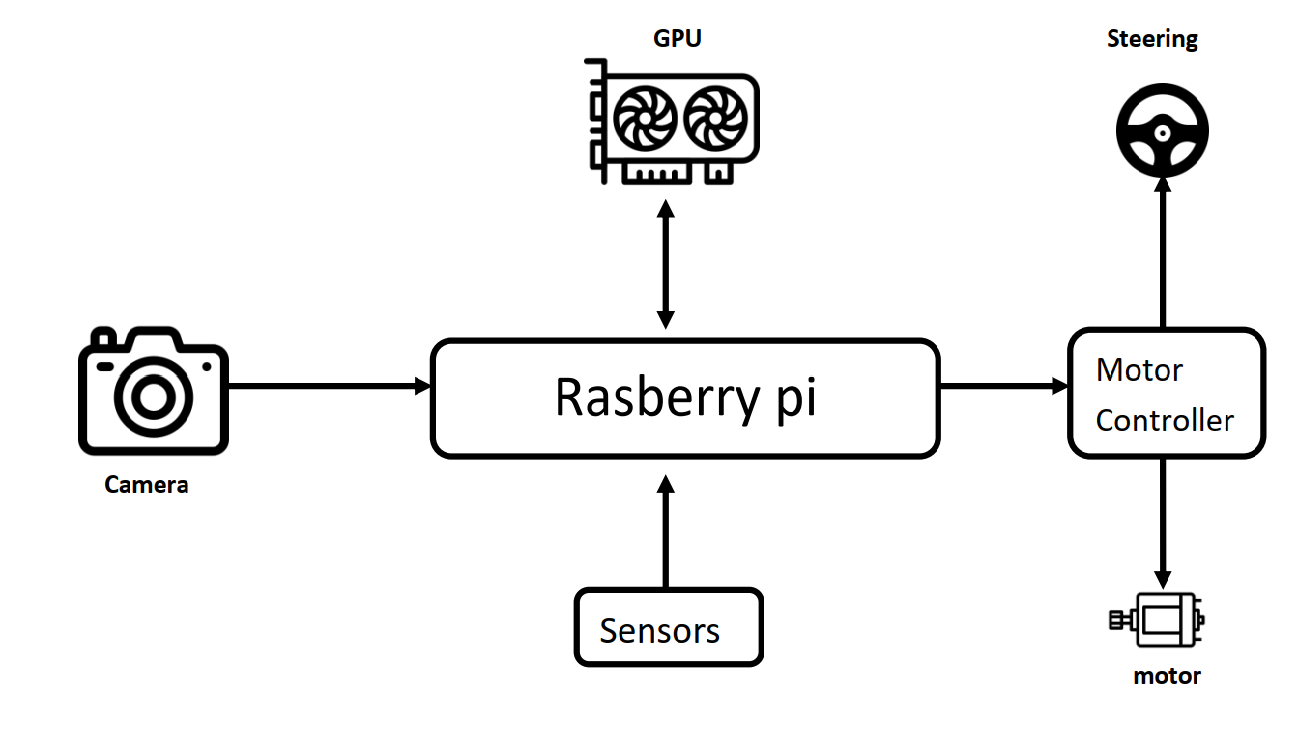 GPU
Steering
Rasberry pi
Motor
Controller
Camera
Sensors
motor